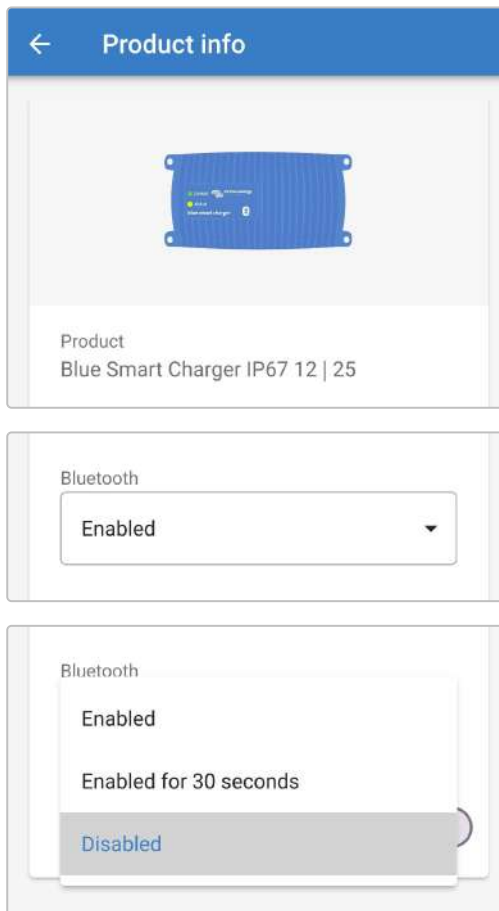 Product info
Product
Blue Smart Charger IP67 12 | 25
Bluetooth
Enabled
Bluetooth
Enabled
Enabled for 30 seconds
Disabled